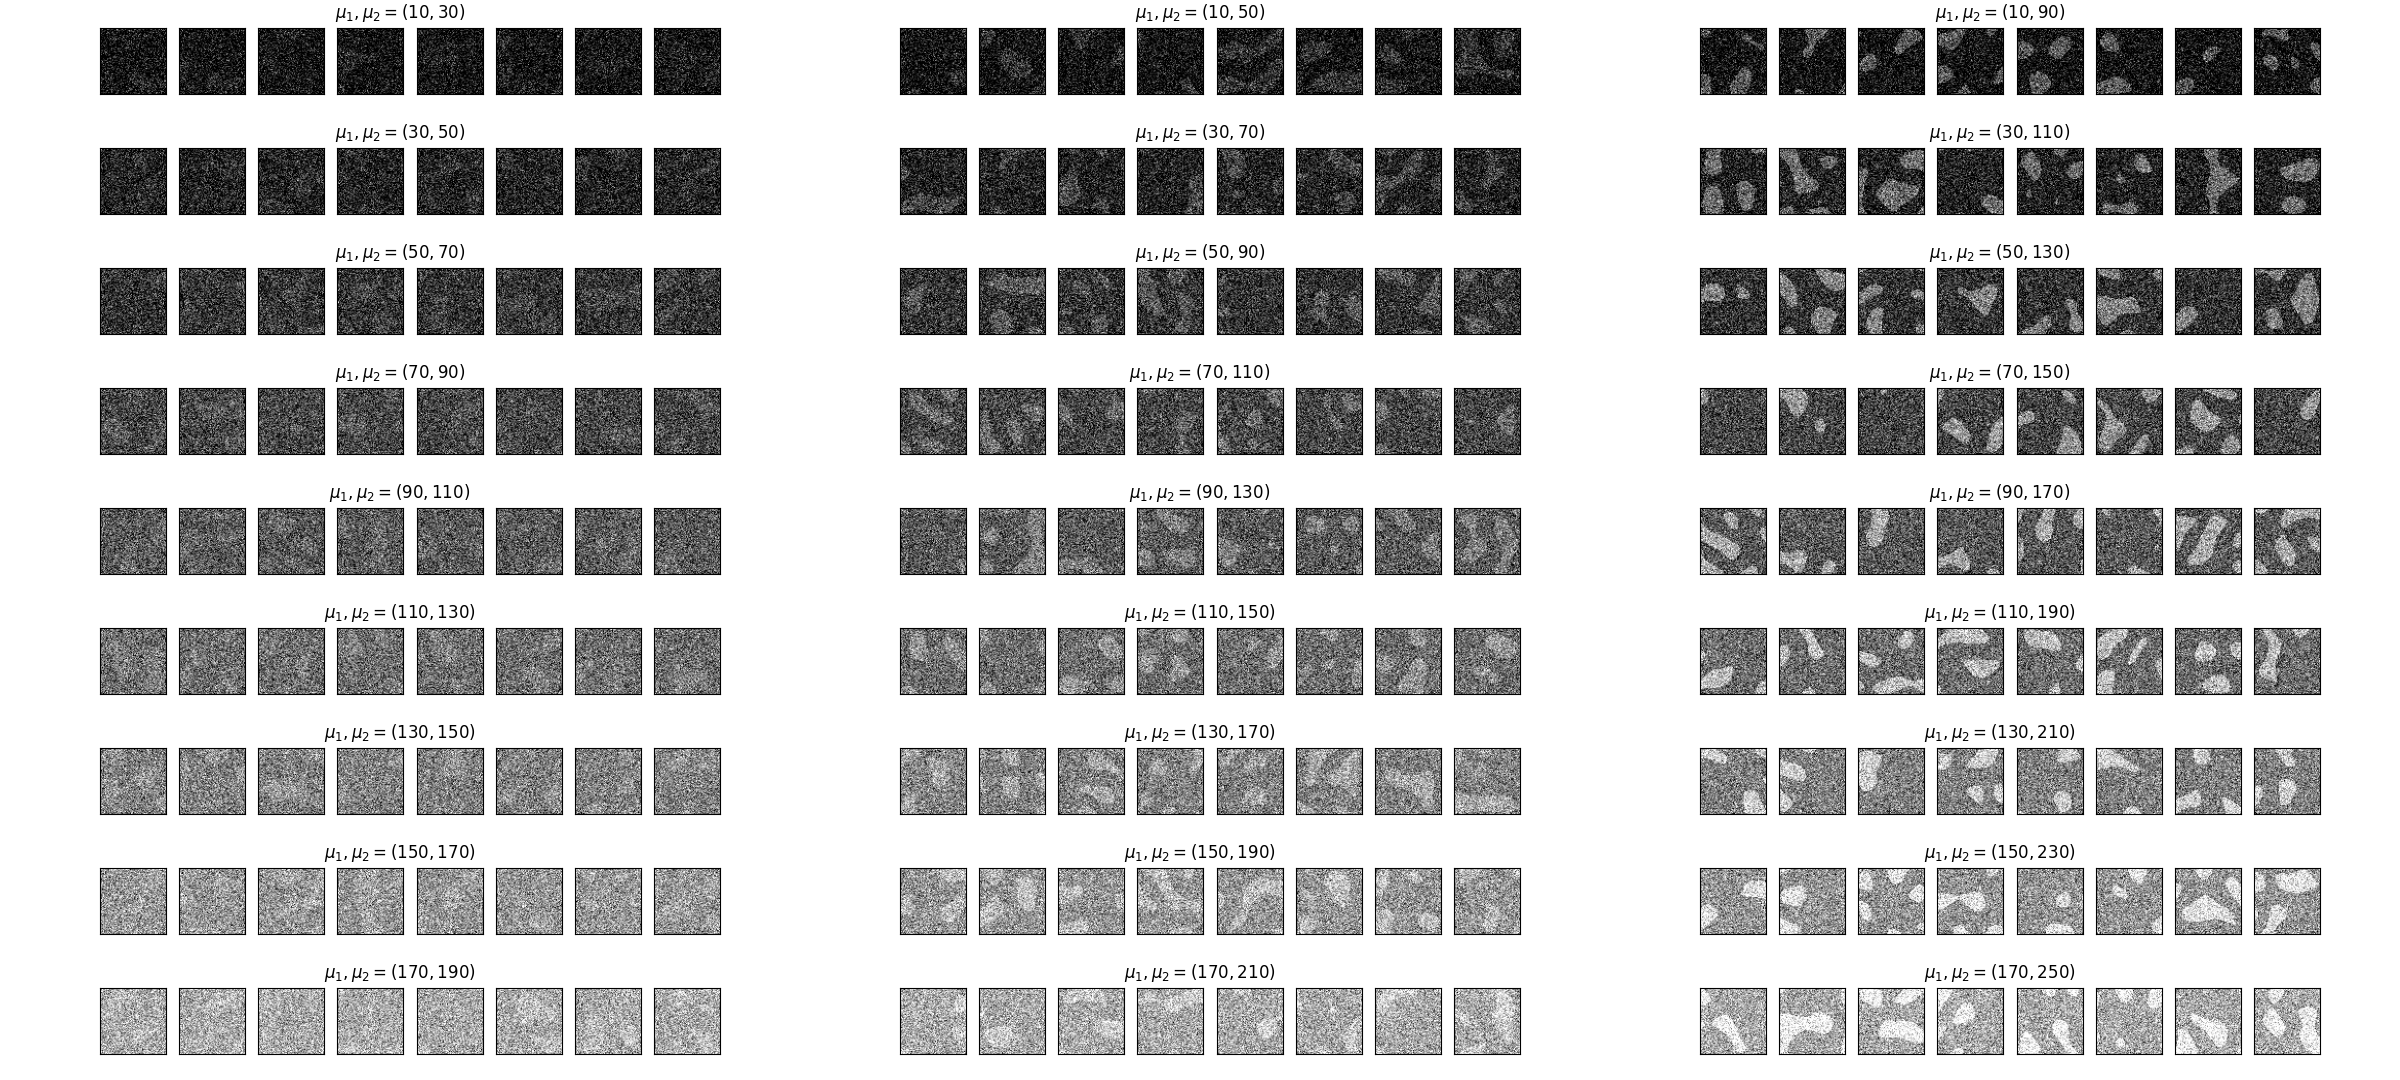 μ₁, μ₂ = (10, 30)
μ₁, μ₂ = (10, 50)
μ₁, μ₂ = (10, 90)
μ₁, μ₂ = (30, 50)
μ₁, μ₂ = (30, 70)
μ₁, μ₂ = (30, 110)
μ₁, μ₂ = (50, 70)
μ₁, μ₂ = (50, 90)
μ₁, μ₂ = (50, 130)
μ₁, μ₂ = (70, 90)
μ₁, μ₂ = (70, 110)
μ₁, μ₂ = (70, 150)
μ₁, μ₂ = (90, 110)
μ₁, μ₂ = (90, 130)
μ₁, μ₂ = (90, 170)
μ₁, μ₂ = (110, 130)
μ₁, μ₂ = (110, 150)
μ₁, μ₂ = (110, 190)
μ₁, μ₂ = (130, 150)
μ₁, μ₂ = (130, 170)
μ₁, μ₂ = (130, 210)
μ₁, μ₂ = (150, 170)
μ₁, μ₂ = (150, 190)
μ₁, μ₂ = (150, 230)
μ₁, μ₂ = (170, 190)
μ₁, μ₂ = (170, 210)
μ₁, μ₂ = (170, 250)